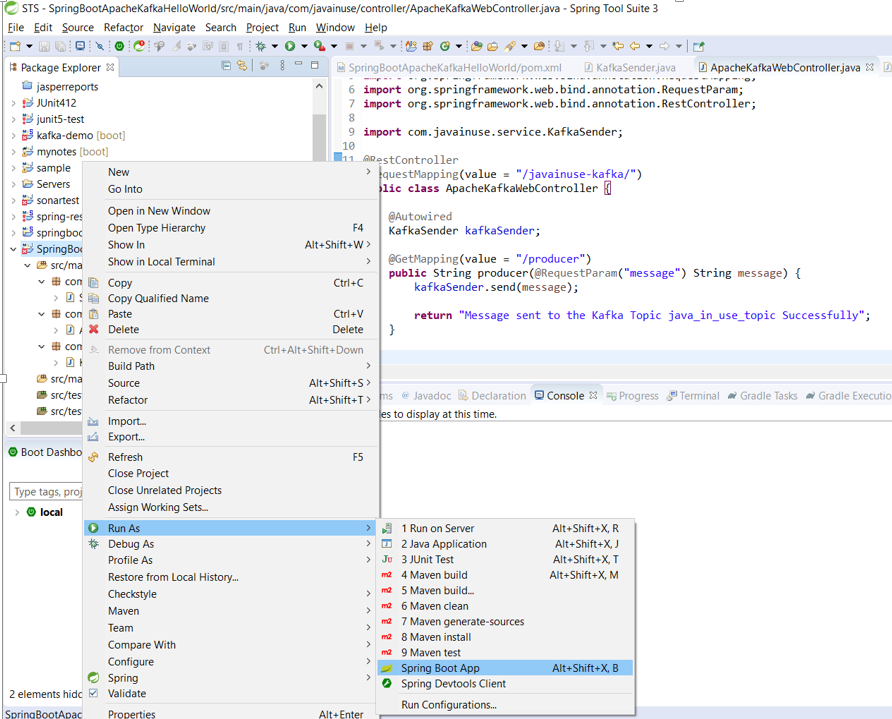 STS - SpringBootApacheKafkaHelloWorld/src/main/java/com/javainuse/controller/ApacheKafkaWebController.java - Spring Tool Suite 3
File Edit Source Refactor Navigate Search Project Run Window Help
Package Explorer
jasperreports
JUnit42
junit5-test
kafka-demo [boot]
mynotes [boot]
sample
Servers
sonartest
spring-res
springboo
SpringBoo
src/ma
com
S
com
A
com
K
src/ma
src/tes
src/tes
Boot Dashbo
Type tags, proj
local
2 elements hidd
SpringBootApac
SpringBootApacheKafkaHelloWorld/pom.xml KafkaSender.java ApacheKafkaWebController.java
6 import org.springframework.web.bind.annotation.RequestParam;
7 import org.springframework.web.bind.annotation.RestController;
8
9 import com.javainuse.service.KafkaSender;
10
11 @RestController
equestMapping(value = "/javainuse-kafka/")
blic class ApacheKafkaWebController {
@Autowired
KafkaSender kafkaSender;
@GetMapping(value = "/producer")
public String producer(@RequestParam("message") String message) {
kafkaSender.send(message);
return "Message sent to the Kafka Topic java_in_use_topic Successfully";
}
ms Javadoc Declaration Console Progress Terminal Gradle Tasks Gradle Executio
es to display at this time.
New
Go Into
Open in New Window
Open Type Hierarchy F4
Show In Alt+Shift+W
Show in Local Terminal
Copy Ctrl+C
Copy Qualified Name
Paste Ctrl+V
Delete Delete
Remove from Context Ctrl+Alt+Shift+Down
Build Path
Source Alt+Shift+S
Refactor Alt+Shift+T
Import...
Export...
Refresh F5
Close Project
Close Unrelated Projects
Assign Working Sets...
Run As
Debug As
Profile As
Restore from Local History...
Checkstyle
Maven
Team
Compare With
Configure
Spring
Validate
Properties Alt+Enter
1 Run on Server Alt+Shift+X, R
2 Java Application Alt+Shift+X, J
3 JUnit Test Alt+Shift+X, T
4 Maven build Alt+Shift+X, M
5 Maven build...
6 Maven clean
7 Maven generate-sources
8 Maven install
9 Maven test
Spring Boot App Alt+Shift+X, B
Spring Devtools Client
Run Configurations...